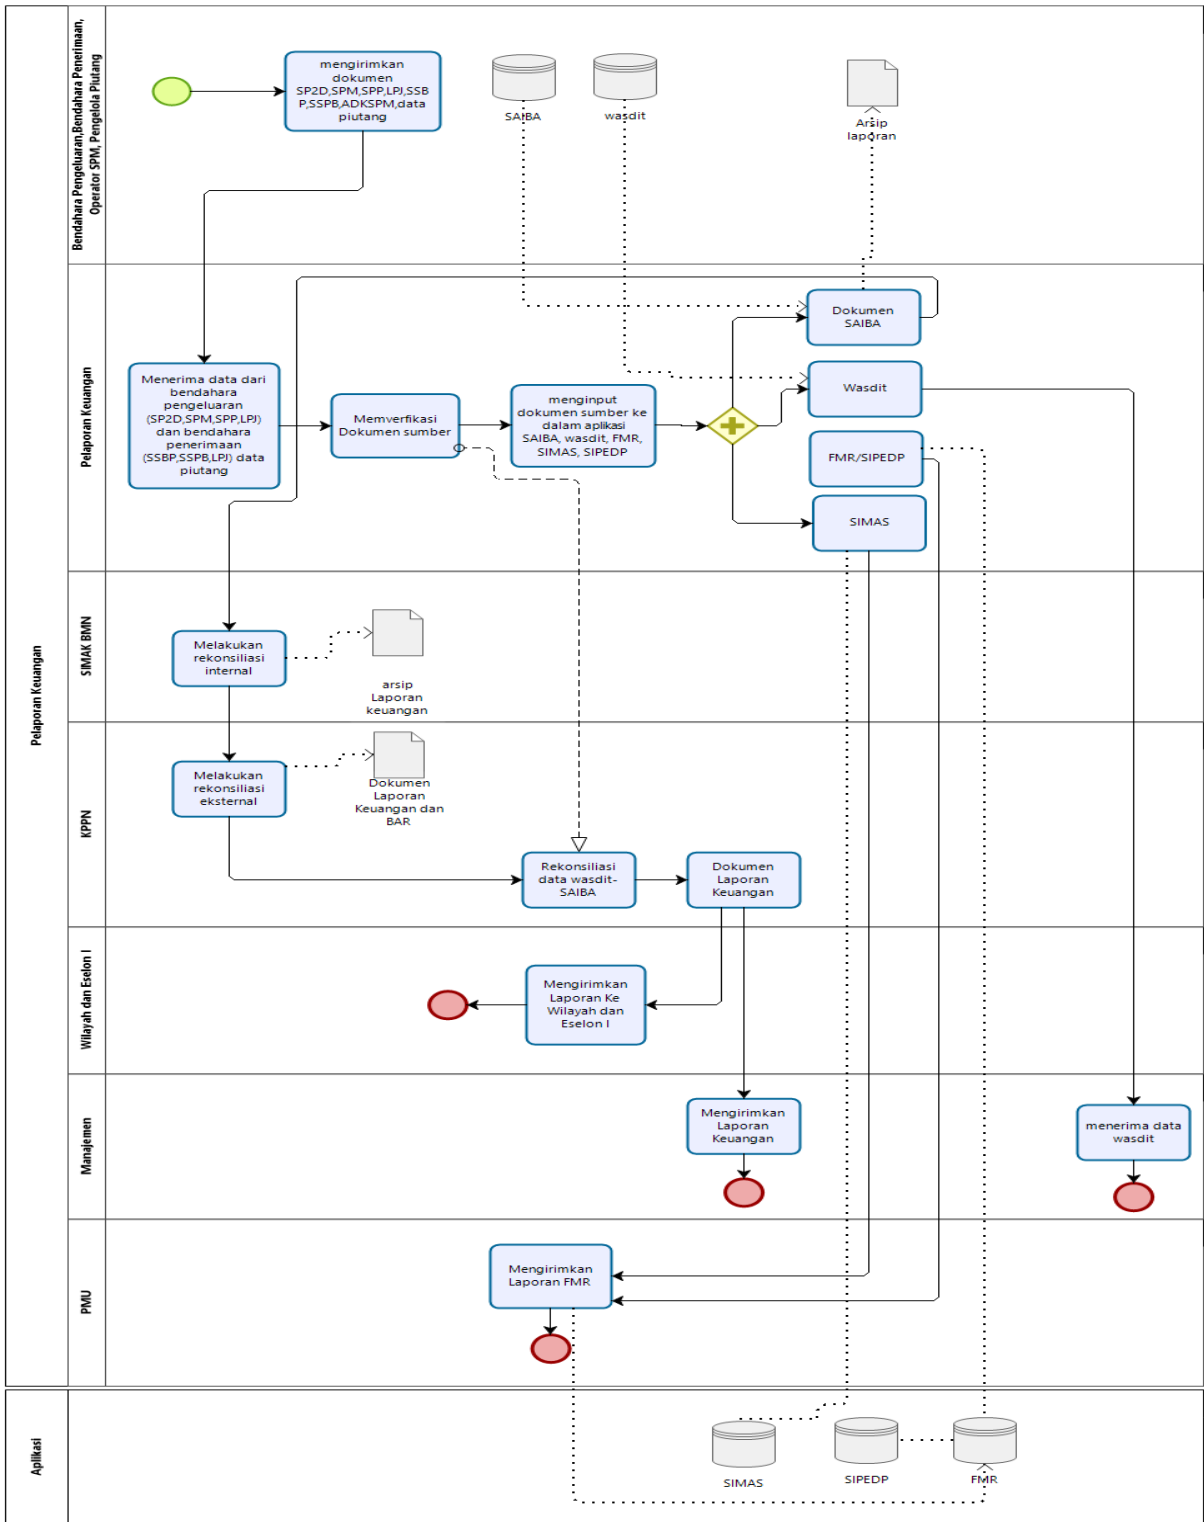 Pelaporan Keuangan
Bendahara Pengeluaran,Bendahara Penerimaan,
Operator SPM, Pengelola Piutang
mengirimkan
dokumen
SP2D,SPM,SPP,LPJ,SSB
P,SSPB,ADKSPM,data
piutang
SAIBA
wasdit
Arsip
laporan
Pelaporan Keuangan
Menerima data dari
bendahara
pengeluaran
(SP2D,SPM,SPP,LPJ)
dan bendahara
penerimaan
(SSBP,SSPB,LPJ) data
piutang
Memverfikasi
Dokumen sumber
menginput
dokumen sumber ke
dalam aplikasi
SAIBA, wasdit, FMR,
SIMAS, SIPEDP
Dokumen
SAIBA
Wasdit
FMR/SIPEDP
SIMAS
SIMAK BMN
Melakukan
rekonsiliasi
internal
arsip
Laporan
keuangan
KPPN
Melakukan
rekonsiliasi
eksternal
Dokumen
Laporan
Keuangan dan
BAR
Rekonsiliasi
data wasdit-
SAIBA
Dokumen
Laporan
Keuangan
Wilayah dan Eselon I
Mengirimkan
Laporan Ke
Wilayah dan
Eselon I
Manajemen
Mengirimkan
Laporan
Keuangan
menerima data
wasdit
PMU
Mengirimkan
Laporan FMR
Aplikasi
SIMAS
SIPEDP
FMR